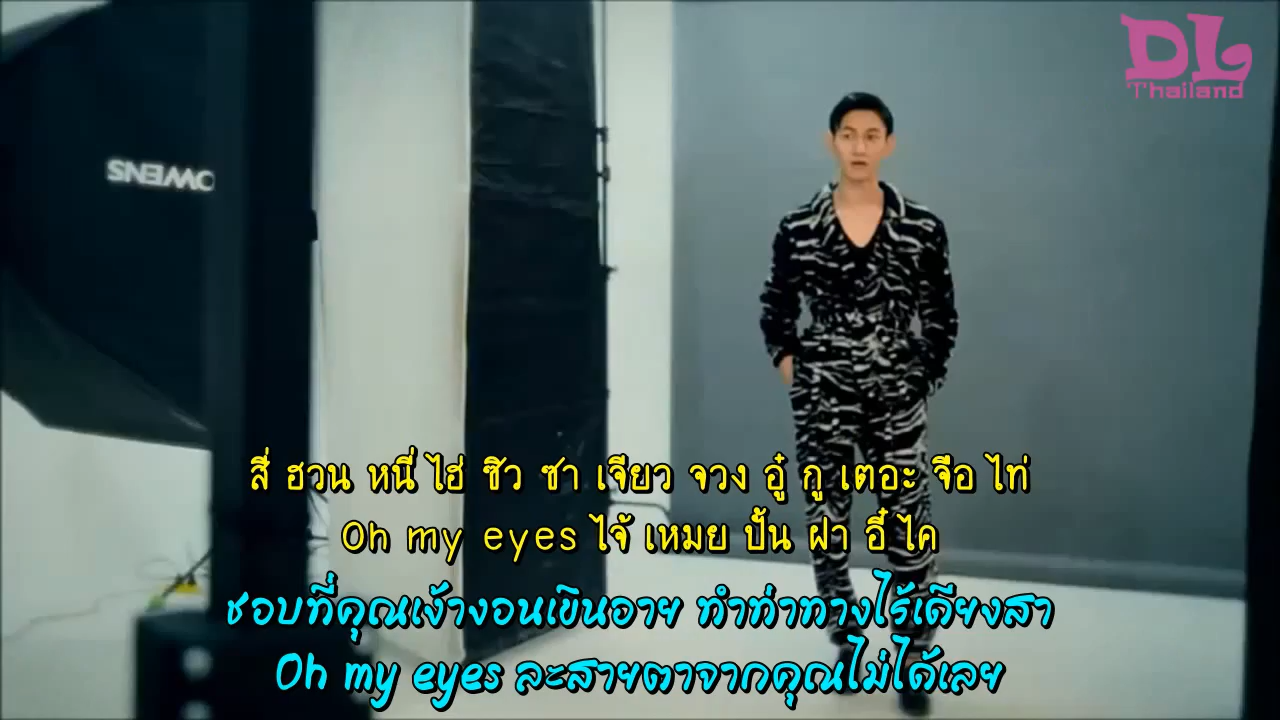 DL
Thailand
OWENS
สี่ ฮวน หนี่ ไฮ่ ซิว ซา เจียว จวง อู๋ กู เตอะ จือ ไท่
Oh my eyes ไจ้ เหมย ปั้น ฝา อี๋ ไค
ชอบที่คุณเง้างอนเขินอาย ทำท่าทางไร้เดียงสา
Oh my eyes ละสายตาจากคุณไม่ได้เลย